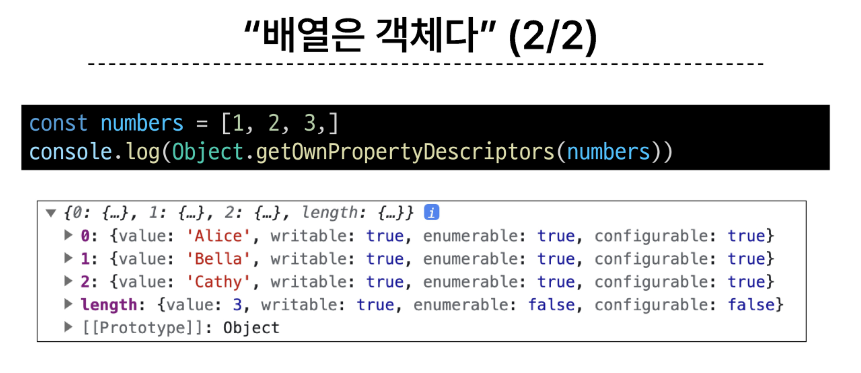 “배열은 객체다” (2/2)
const numbers = [1, 2, 3,]
console.log(Object.getOwnPropertyDescriptors(numbers))
▼ {0: {…}, 1: {…}, 2: {…}, length: {…}} i
▶ 0: {value: 'Alice', writable: true, enumerable: true, configurable: true}
▶ 1: {value: 'Bella', writable: true, enumerable: true, configurable: true}
▶ 2: {value: 'Cathy', writable: true, enumerable: true, configurable: true}
▶ length: {value: 3, writable: true, enumerable: false, configurable: false}
▶ [[Prototype]]: Object